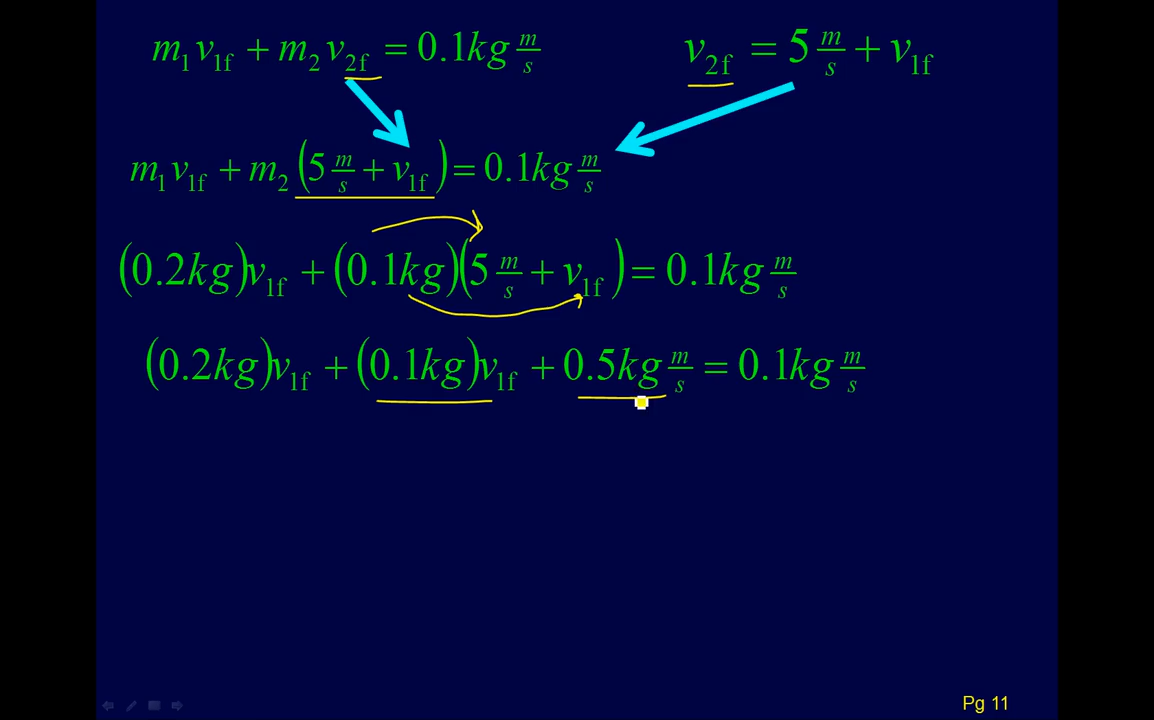 m₁v₁f + m₂v₂f = 0.1kg m/s    v₂f = 5 m/s + v₁f
m₁v₁f + m₂(5 m/s + v₁f) = 0.1kg m/s
(0.2kg)v₁f + (0.1kg)(5 m/s + v₁f) = 0.1kg m/s
(0.2kg)v₁f + (0.1kg)v₁f + 0.5kg m/s = 0.1kg m/s
Pg 11